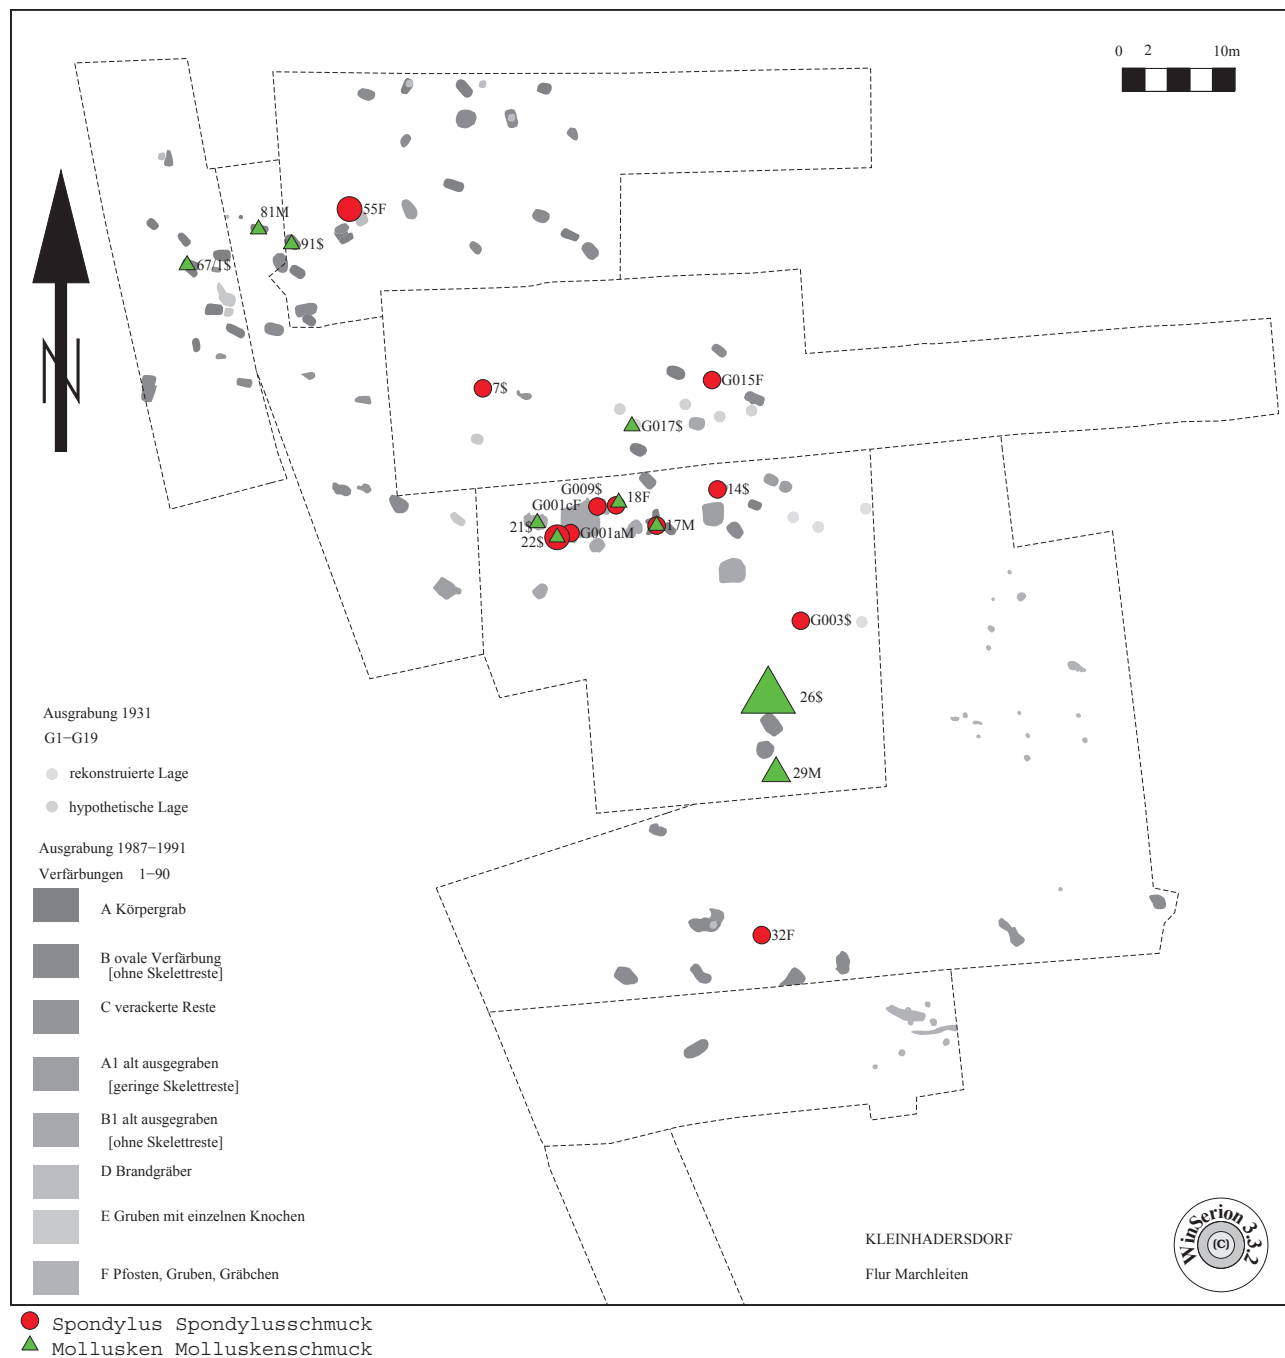 0 2 10m
81M
55F
91$
67/1$
N
7$
G015F
G017$
G009$
18F
14$
G001cF
21$
17M
22$
G001aM
G003$
26$
29M
32F
Ausgrabung 1931
G1−G19
rekonstruierte Lage
hypothetische Lage
Ausgrabung 1987−1991
Verfärbungen 1−90
A Körpergrab
B ovale Verfärbung
[ohne Skelettreste]
C verackerte Reste
A1 alt ausgegraben
[geringe Skelettreste]
B1 alt ausgegraben
[ohne Skelettreste]
D Brandgräber
E Gruben mit einzelnen Knochen
F Pfosten, Gruben, Gräbchen
KLEINHADERSDORF
Flur Marchleiten
WinSerion 3.3.2
(C)
Spondylus Spondylusschmuck
Mollusken Molluskenschmuck